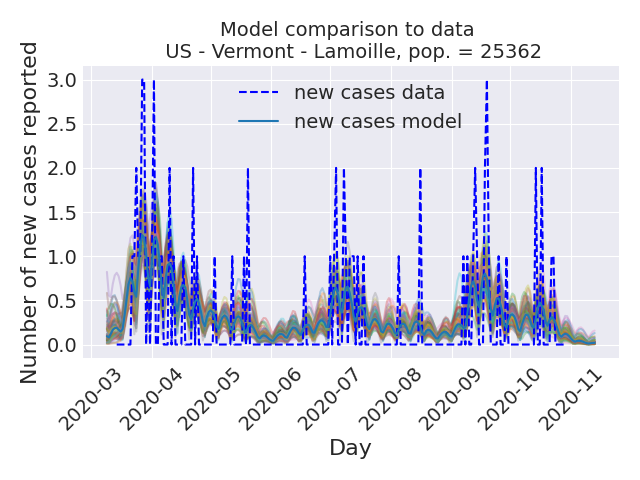 Model comparison to data
US - Vermont - Lamoille, pop. = 25362
Number of new cases reported
3.0
2.5
2.0
1.5
1.0
0.5
0.0
new cases data
new cases model
2020-03
2020-04
2020-05
2020-06
2020-07
2020-08
2020-09
2020-10
2020-11
Day